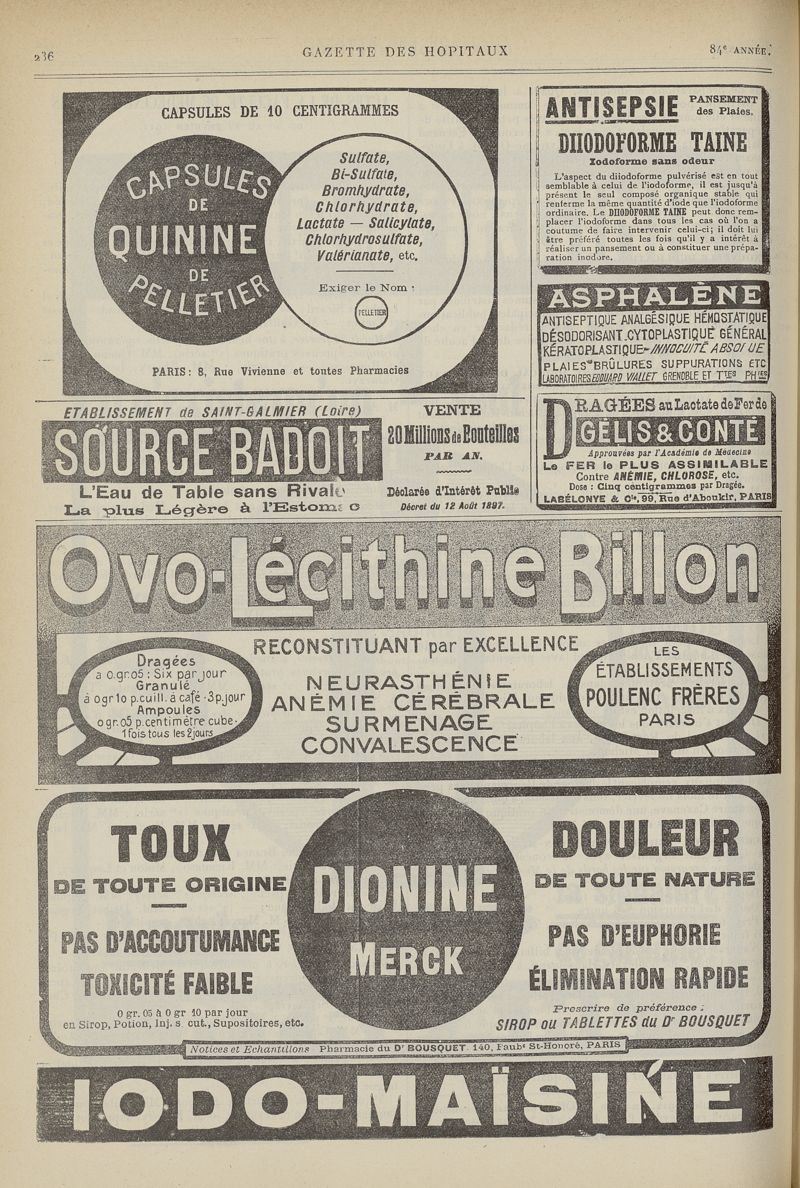 236
GAZETTE DES HOPITAUX
84e ANNÉE.
CAPSULES DE 10 CENTIGRAMMES
CAPSULES
DE
QUININE
DE
PELLETIER
Sulfate,
Bi-Sulfate,
Bromhydrate,
Chlorhydrate,
Lactate — Salicylate,
Chlorhydrosulfate,
Valérianate, etc.
Exiger le Nom :
PELLETIER
PARIS: 8, Rue Vivienne et toutes Pharmacies
ANTISEPSIE PANSEMENT
des Plaies.
DIIODOFORME TAINE
Iodoforme sans odeur
L'aspect du diiodoforme pulvérisé est en tout
semblable à celui de l'iodoforme, il est jusqu'à
présent le seul composé organique stable qui
renferme la même quantité d'iode que l'iodoforme
ordinaire. Le DIIODOFORME TAINE peut donc rem-
placer l'iodoforme dans tous les cas où l'on a
coutume de faire intervenir celui-ci; il doit lui
être préféré toutes les fois qu'il y a intérêt à
réaliser un pansement ou à constituer une prépa-
ration inodore.
ASPHALÈNE
ANTISEPTIQUE ANALGÉSIQUE HÉMOSTATIQUE
DÉSODORISANT.CYTOPLASTIQUE GÉNÉRAL
KÉRATOPLASTIQUE-INNOCUITÉ ABSOLUE
PLAIES BRÛLURES SUPPURATIONS ETC
LABORATOIRES EDOUARD VIALLET GRENOBLE ET TTES PHIES
ETABLISSEMENT de SAINT-GALMIER (Loire)
SOURCE BADOIT
L'Eau de Table sans Rivale
La plus Légère à l'Estomac
VENTE
20 Millions de Bouteilles
PAR AN.
Déclarée d'Intérêt Public
Décret du 12 Août 1897.
DRAGÉES au Lactate de Fer de
GÉLIS & CONTÉ
Approuvées par l'Académie de Médecine
Le FER le PLUS ASSIMILABLE
Contre ANÉMIE, CHLOROSE, etc.
Dose : Cinq centigrammes par Dragée.
LABÉLONYE & Cie, 99, Rue d'Aboukir, PARIS
Ovo-Lécithine Billon
Dragées
a 0.gr.05 : Six par jour
Granulé
à 0gr10 p.cuill. à café - 3p.jour
Ampoules
0 gr.05 p.centimètre cube-
1 fois tous les 2 jours
RECONSTITUANT par EXCELLENCE
NEURASTHÉNIE
ANÉMIE CÉRÉBRALE
SURMENAGE
CONVALESCENCE
LES
ÉTABLISSEMENTS
POULENC FRÈRES
PARIS
TOUX
DE TOUTE ORIGINE
PAS D'ACCOUTUMANCE
TOXICITÉ FAIBLE
0 gr. 05 à 0 gr 10 par jour
en Sirop, Potion, Inj. s cut., Supositoires, etc.
DIONINE
MERCK
DOULEUR
DE TOUTE NATURE
PAS D'EUPHORIE
ÉLIMINATION RAPIDE
Prescrire de préférence :
SIROP ou TABLETTES du Dr BOUSQUET
Notices et Echantillons Pharmacie du Dr BOUSQUET. 140, Faubg St-Honoré, PARIS
IODO-MAÏSINE